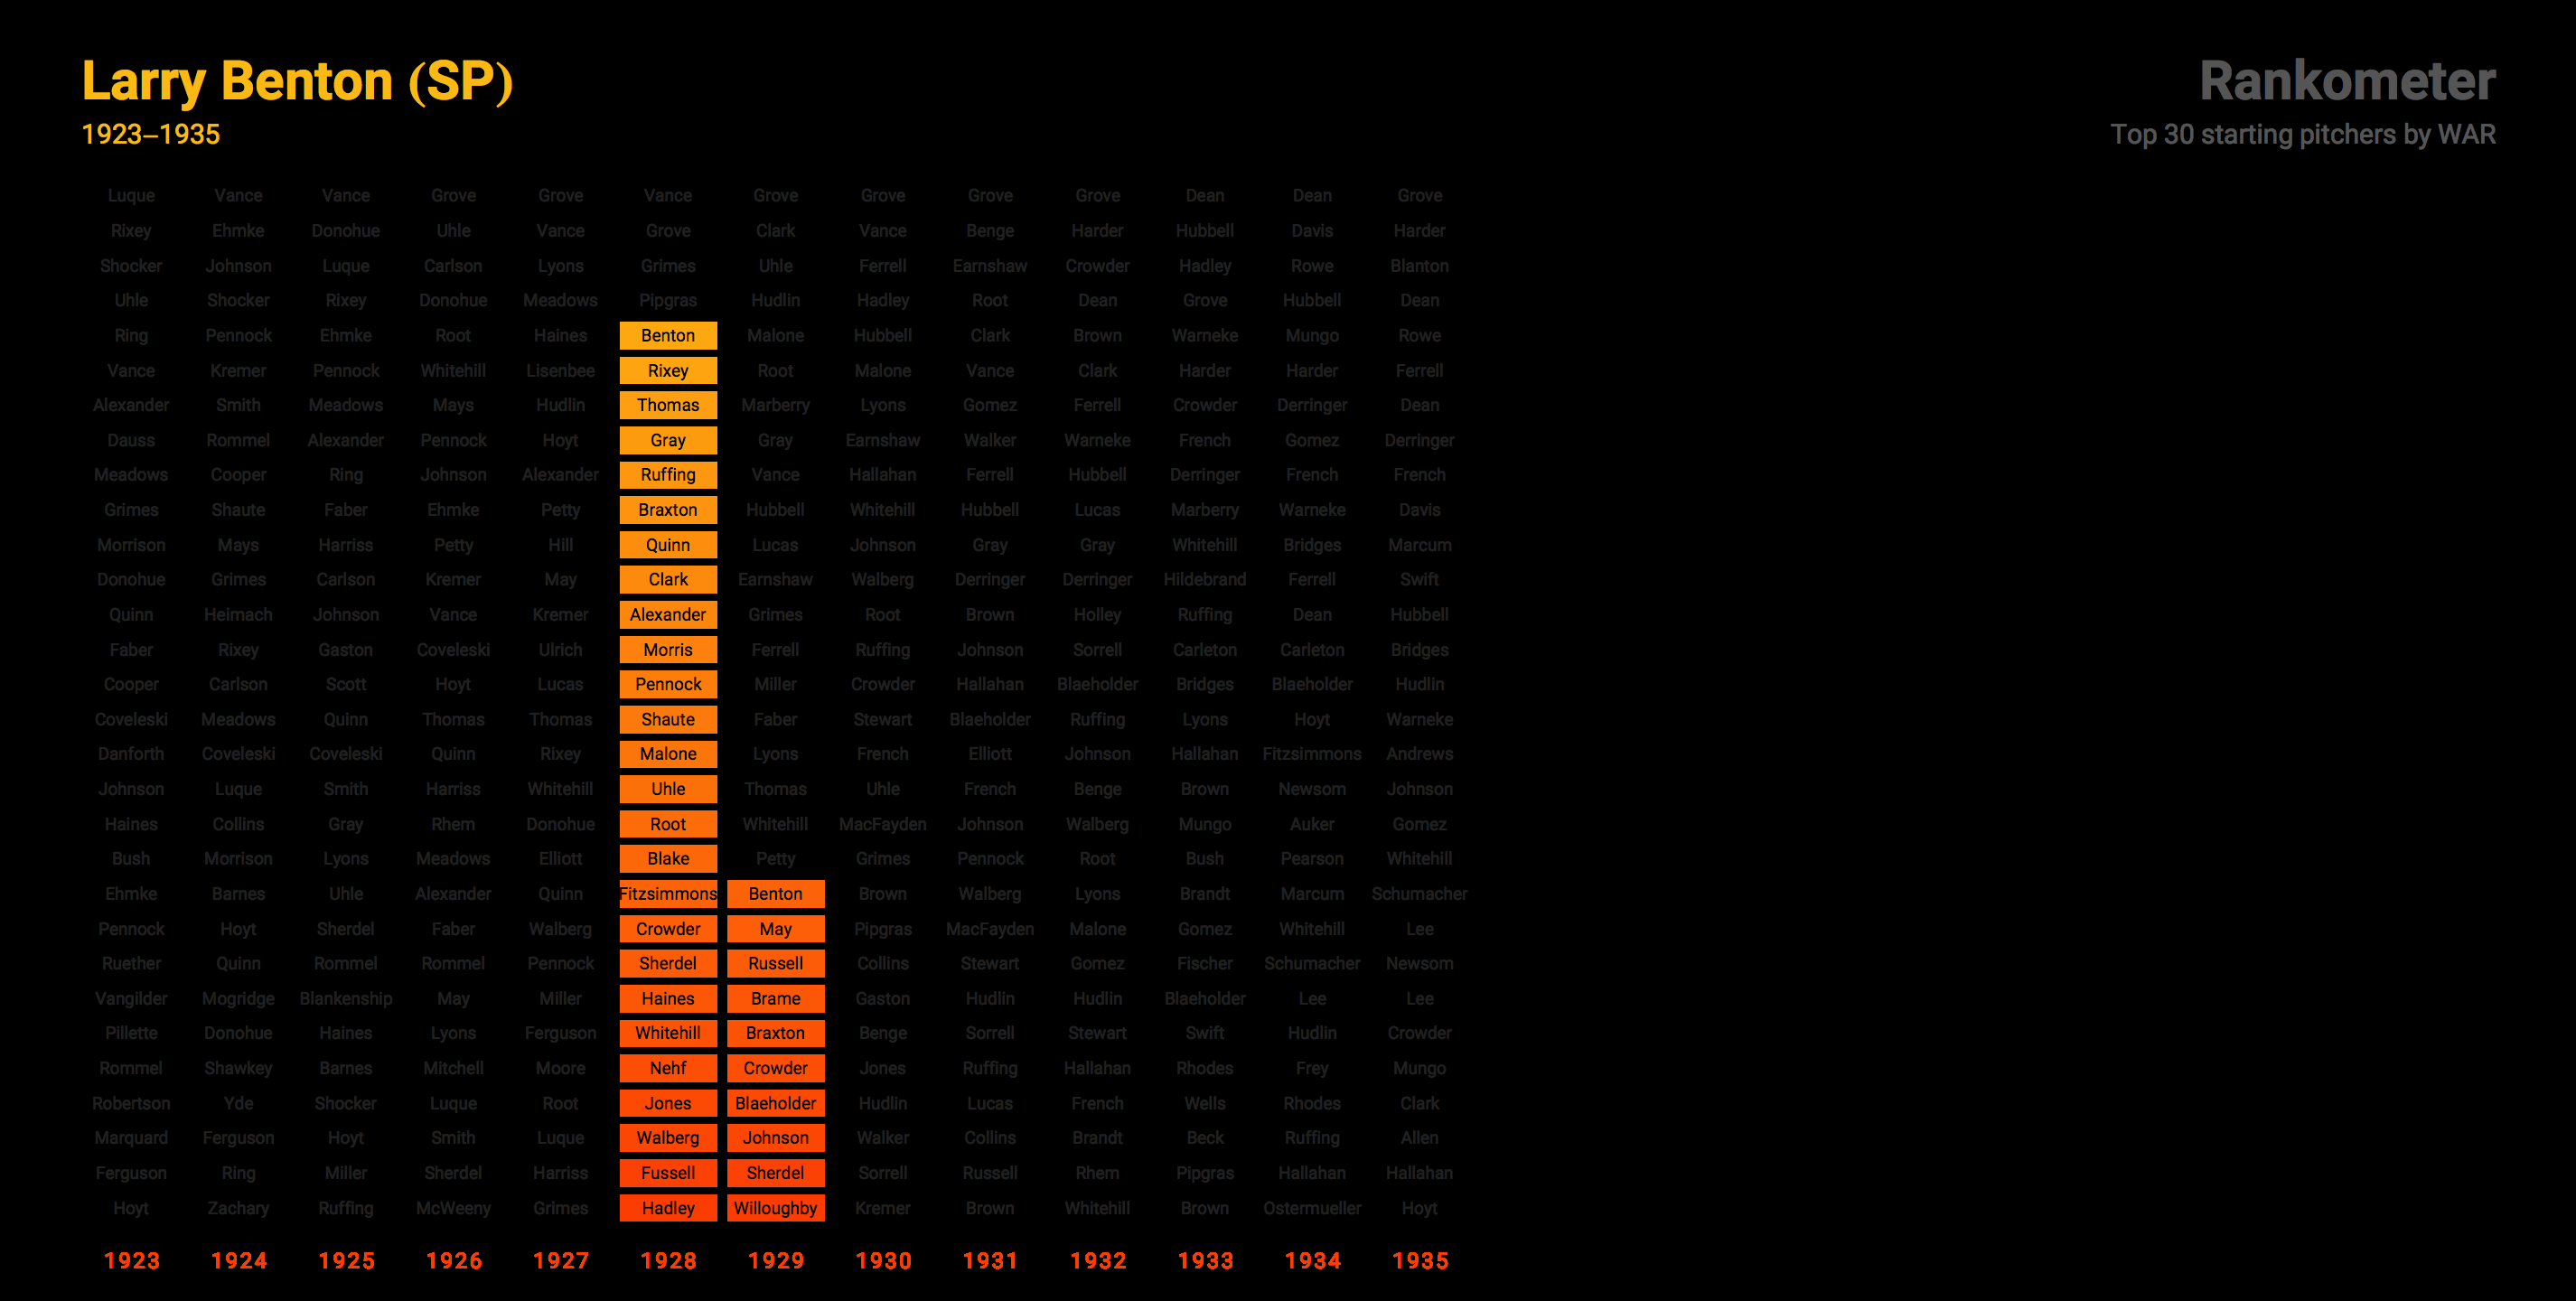 Larry Benton (SP)
1923–1935
Rankometer
Top 30 starting pitchers by WAR
Luque Vance Vance Grove Grove Vance Grove Grove Grove Grove Dean Dean Grove
Rixey Ehmke Donohue Uhle Vance Grove Clark Vance Benge Harder Hubbell Davis Harder
Shocker Johnson Luque Carlson Lyons Grimes Uhle Ferrell Earnshaw Crowder Hadley Rowe Blanton
Uhle Shocker Rixey Donohue Meadows Pipgras Hudlin Hadley Root Dean Grove Hubbell Dean
Ring Pennock Ehmke Root Haines Benton Malone Hubbell Clark Brown Warneke Mungo Rowe
Vance Kremer Pennock Whitehill Lisenbee Rixey Root Malone Vance Clark Harder Harder Ferrell
Alexander Smith Meadows Mays Hudlin Thomas Marberry Lyons Gomez Ferrell Crowder Derringer Dean
Dauss Rommel Alexander Pennock Hoyt Gray Gray Earnshaw Walker Warneke French Gomez Derringer
Meadows Cooper Ring Johnson Alexander Ruffing Vance Hallahan Ferrell Hubbell Derringer French French
Grimes Shaute Faber Ehmke Petty Braxton Hubbell Whitehill Hubbell Lucas Marberry Warneke Davis
Morrison Mays Harriss Petty Hill Quinn Lucas Johnson Gray Gray Whitehill Bridges Marcum
Donohue Grimes Carlson Kremer May Clark Earnshaw Walberg Derringer Derringer Hildebrand Ferrell Swift
Quinn Heimach Johnson Vance Kremer Alexander Grimes Root Brown Holley Ruffing Dean Hubbell
Faber Rixey Gaston Coveleski Ulrich Morris Ferrell Ruffing Johnson Sorrell Carleton Carleton Bridges
Cooper Carlson Scott Hoyt Lucas Pennock Miller Crowder Hallahan Blaeholder Bridges Blaeholder Hudlin
Coveleski Meadows Quinn Thomas Thomas Shaute Faber Stewart Blaeholder Ruffing Lyons Hoyt Warneke
Danforth Coveleski Coveleski Quinn Rixey Malone Lyons French Elliott Johnson Hallahan Fitzsimmons Andrews
Johnson Luque Smith Harriss Whitehill Uhle Thomas Uhle French Benge Brown Newsom Johnson
Haines Collins Gray Rhem Donohue Root Whitehill MacFayden Johnson Walberg Mungo Auker Gomez
Bush Morrison Lyons Meadows Elliott Blake Petty Grimes Pennock Root Bush Pearson Whitehill
Ehmke Barnes Uhle Alexander Quinn Fitzsimmons Benton Brown Walberg Lyons Brandt Marcum Schumacher
Pennock Hoyt Sherdel Faber Walberg Crowder May Pipgras MacFayden Malone Gomez Whitehill Lee
Ruether Quinn Rommel Rommel Pennock Sherdel Russell Collins Stewart Gomez Fischer Schumacher Newsom
Vangilder Mogridge Blankenship May Miller Haines Brame Gaston Hudlin Hudlin Blaeholder Lee Lee
Pillette Donohue Haines Lyons Ferguson Whitehill Braxton Benge Sorrell Stewart Swift Hudlin Crowder
Rommel Shawkey Barnes Mitchell Moore Nehf Crowder Jones Ruffing Hallahan Rhodes Frey Mungo
Robertson Yde Shocker Luque Root Jones Blaeholder Hudlin Lucas French Wells Rhodes Clark
Marquard Ferguson Hoyt Smith Luque Walberg Johnson Walker Collins Brandt Beck Ruffing Allen
Ferguson Ring Miller Sherdel Harriss Fussell Sherdel Sorrell Russell Rhem Pipgras Hallahan Hallahan
Hoyt Zachary Ruffing McWeeny Grimes Hadley Willoughby Kremer Brown Whitehill Brown Ostermueller Hoyt
1923 1924 1925 1926 1927 1928 1929 1930 1931 1932 1933 1934 1935